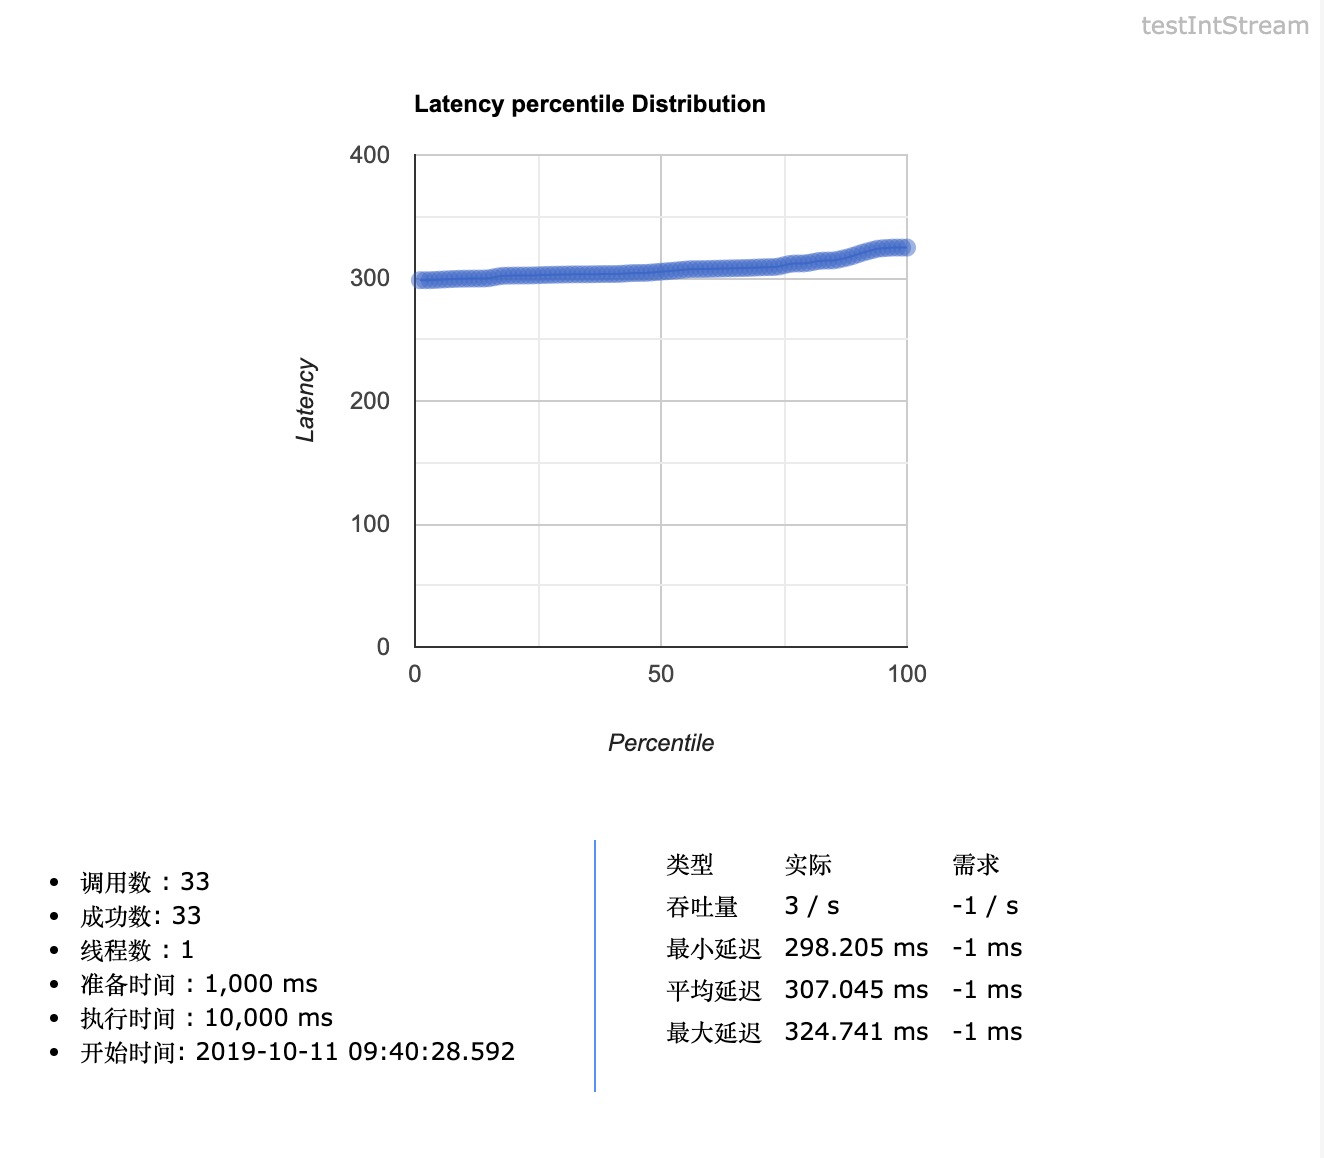 testIntStream
Latency percentile Distribution
400
300
200
100
0
Latency
0 50 100
Percentile
调用数：33
成功数: 33
线程数：1
准备时间：1,000 ms
执行时间：10,000 ms
开始时间: 2019-10-11 09:40:28.592
类型 实际 需求
吞吐量 3 / s -1 / s
最小延迟 298.205 ms -1 ms
平均延迟 307.045 ms -1 ms
最大延迟 324.741 ms -1 ms